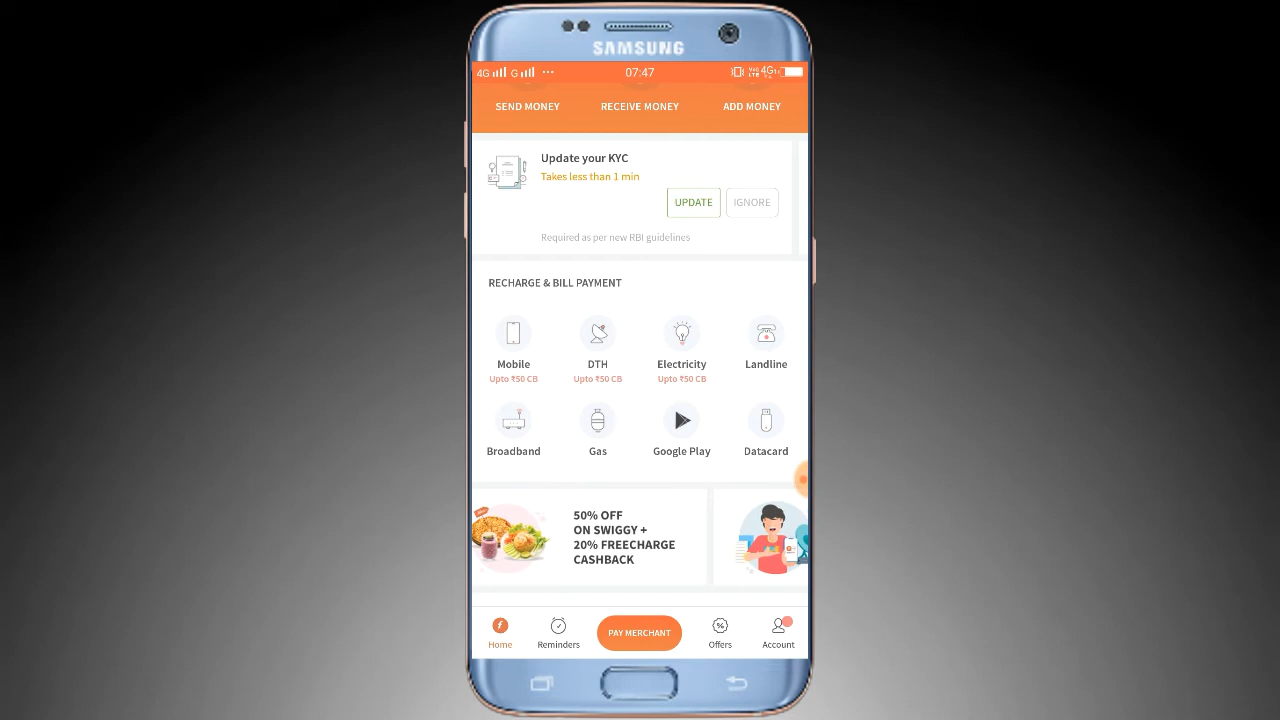 SAMSUNG
4G G ... 07:47 4G
SEND MONEY RECEIVE MONEY ADD MONEY
Update your KYC
Takes less than 1 min
UPDATE IGNORE
Required as per new RBI guidelines
RECHARGE & BILL PAYMENT
Mobile DTH Electricity Landline
Upto ₹50 CB Upto ₹50 CB Upto ₹50 CB
Broadband Gas Google Play Datacard
50% OFF
ON SWIGGY +
20% FREECHARGE
CASHBACK
Home Reminders PAY MERCHANT Offers Account